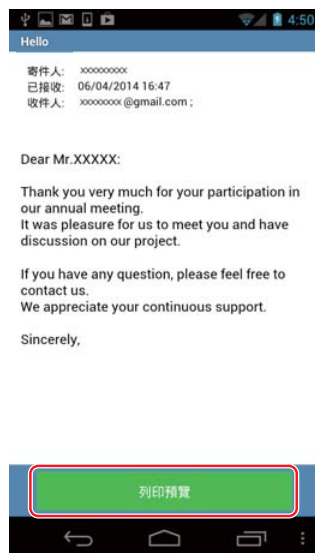 4:50
Hello
寄件人: xxxxxxxxx
已接收: 06/04/2014 16:47
收件人: xxxxxxxx @gmail.com ;
Dear Mr.XXXXX:
Thank you very much for your participation in
our annual meeting.
It was pleasure for us to meet you and have
discussion on our project.
If you have any question, please feel free to
contact us.
We appreciate your continuous support.
Sincerely,
列印預覽